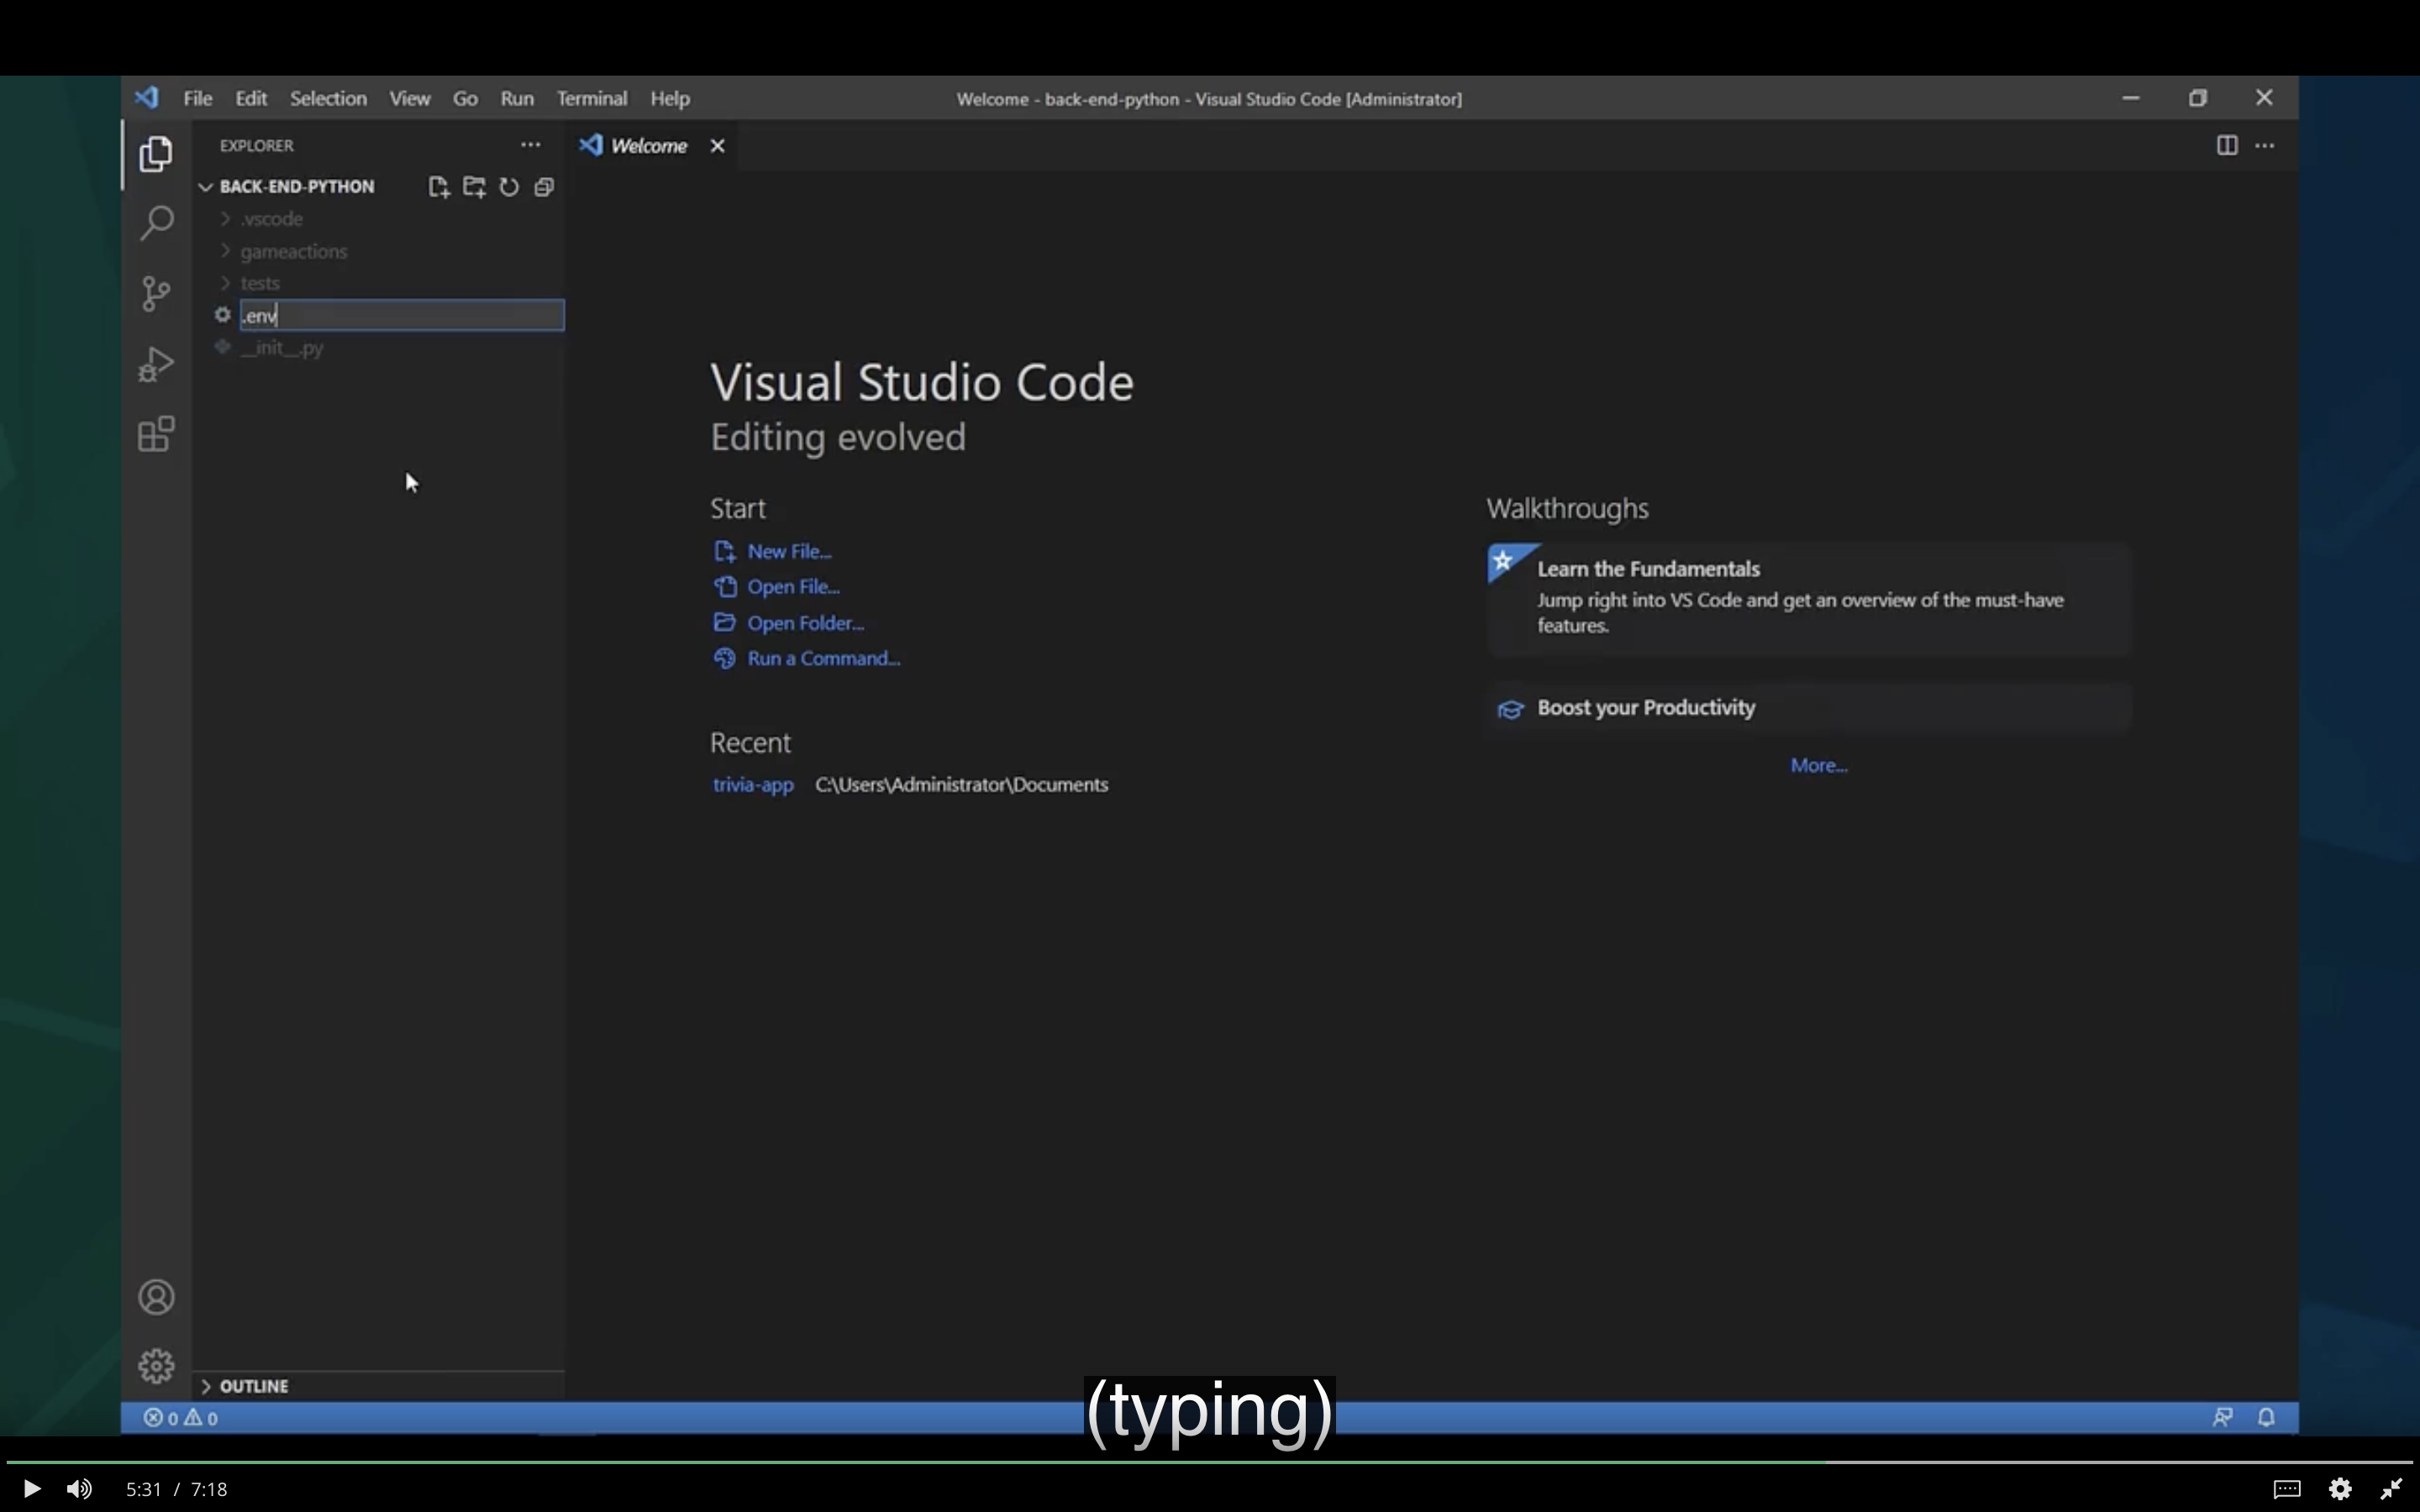 File Edit Selection View Go Run Terminal Help
Welcome - back-end-python - Visual Studio Code [Administrator]
EXPLORER
Welcome
BACK-END-PYTHON
.vscode
gameactions
tests
.env
__init__.py
Visual Studio Code
Editing evolved
Start
New File...
Open File...
Open Folder...
Run a Command...
Recent
trivia-app C:\Users\Administrator\Documents
Walkthroughs
Learn the Fundamentals
Jump right into VS Code and get an overview of the must-have
features.
Boost your Productivity
More...
OUTLINE
0 0
(typing)
5:31 / 7:18